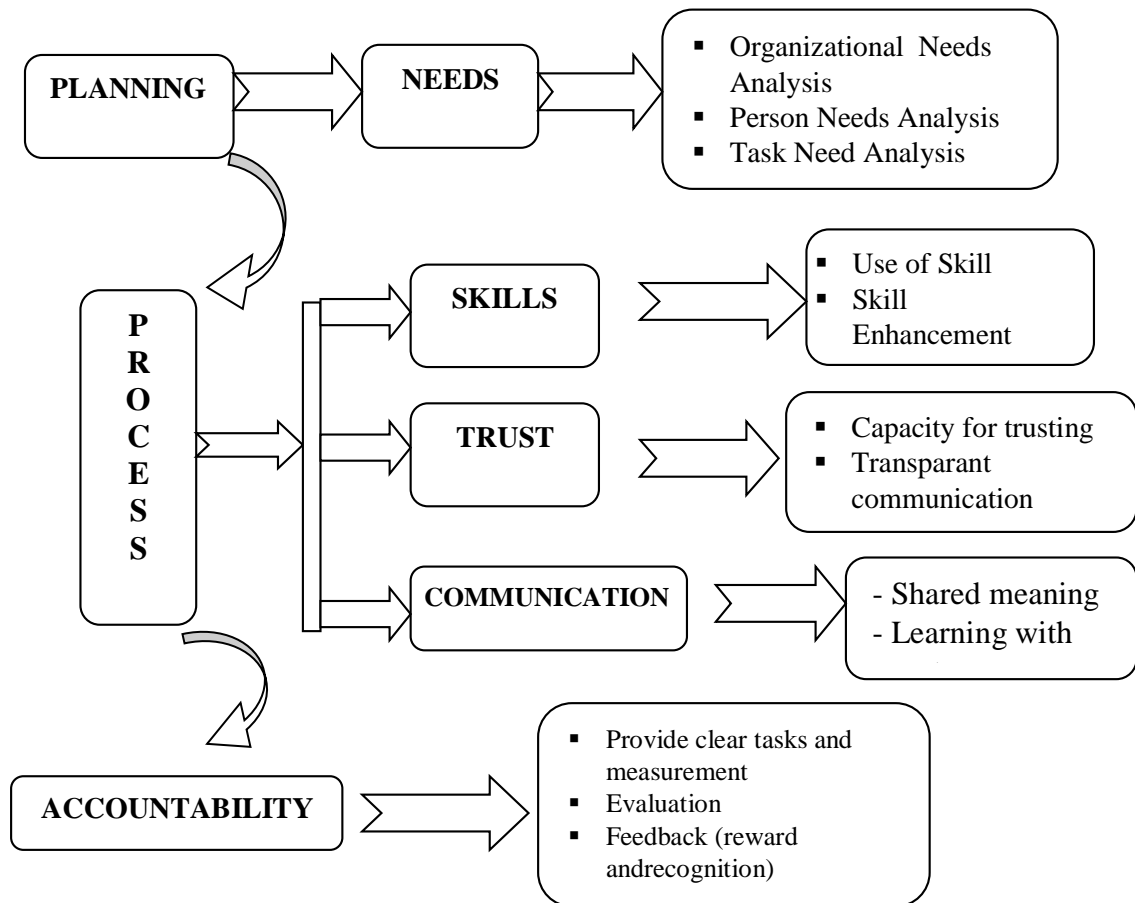 PLANNING
NEEDS
▪ Organizational Needs
Analysis
▪ Person Needs Analysis
▪ Task Need Analysis
P
R
O
C
E
S
S
SKILLS
▪ Use of Skill
▪ Skill
Enhancement
TRUST
▪ Capacity for trusting
▪ Transparant
communication
COMMUNICATION
- Shared meaning
- Learning with
ACCOUNTABILITY
▪ Provide clear tasks and
measurement
▪ Evaluation
▪ Feedback (reward
andrecognition)